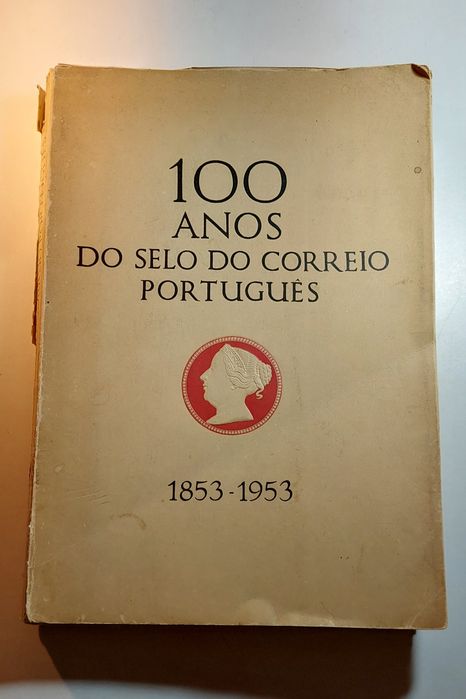 100
ANOS
DO SELO DO CORREIO
PORTUGUÊS
1853-1953